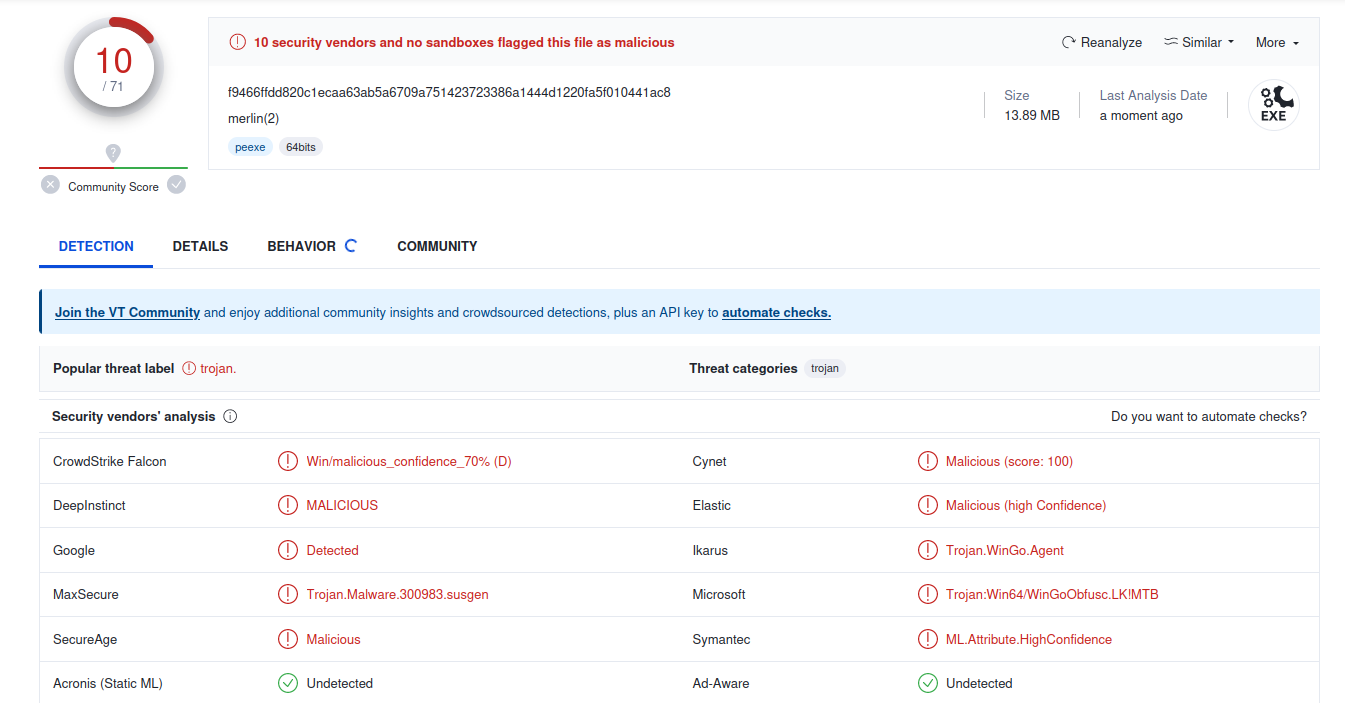 10
/ 71
?
Community Score
10 security vendors and no sandboxes flagged this file as malicious
Reanalyze
Similar
More
f9466ffdd820c1ecaa63ab5a6709a751423723386a1444d1220fa5f010441ac8
merlin(2)
peexe
64bits
Size
13.89 MB
Last Analysis Date
a moment ago
EXE
DETECTION
DETAILS
BEHAVIOR
COMMUNITY
Join the VT Community and enjoy additional community insights and crowdsourced detections, plus an API key to automate checks.
Popular threat label trojan.
Threat categories trojan
Security vendors' analysis
Do you want to automate checks?
CrowdStrike Falcon Win/malicious_confidence_70% (D)
Cynet Malicious (score: 100)
DeepInstinct MALICIOUS
Elastic Malicious (high Confidence)
Google Detected
Ikarus Trojan.WinGo.Agent
MaxSecure Trojan.Malware.300983.susgen
Microsoft Trojan:Win64/WinGoObfusc.LK!MTB
SecureAge Malicious
Symantec ML.Attribute.HighConfidence
Acronis (Static ML) Undetected
Ad-Aware Undetected